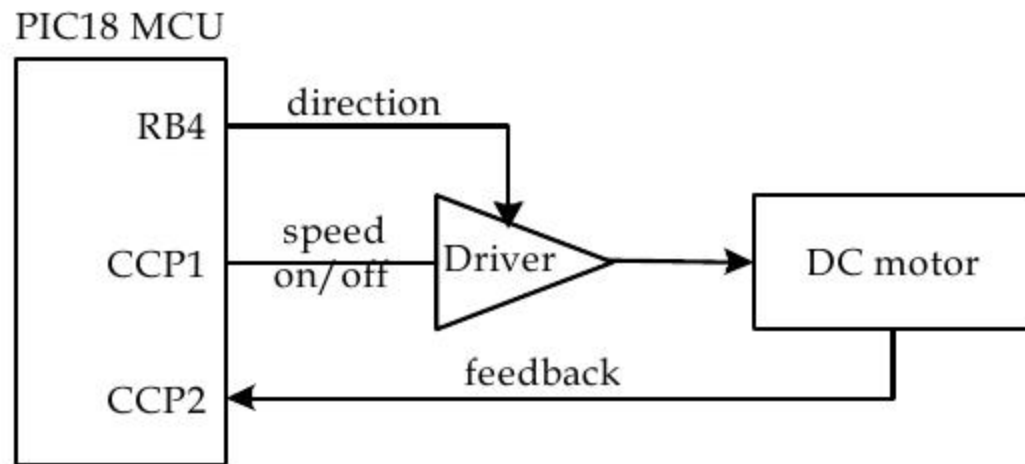 PIC18 MCU
direction
RB4
speed
CCP1
on/off
Driver
DC motor
feedback
CCP2